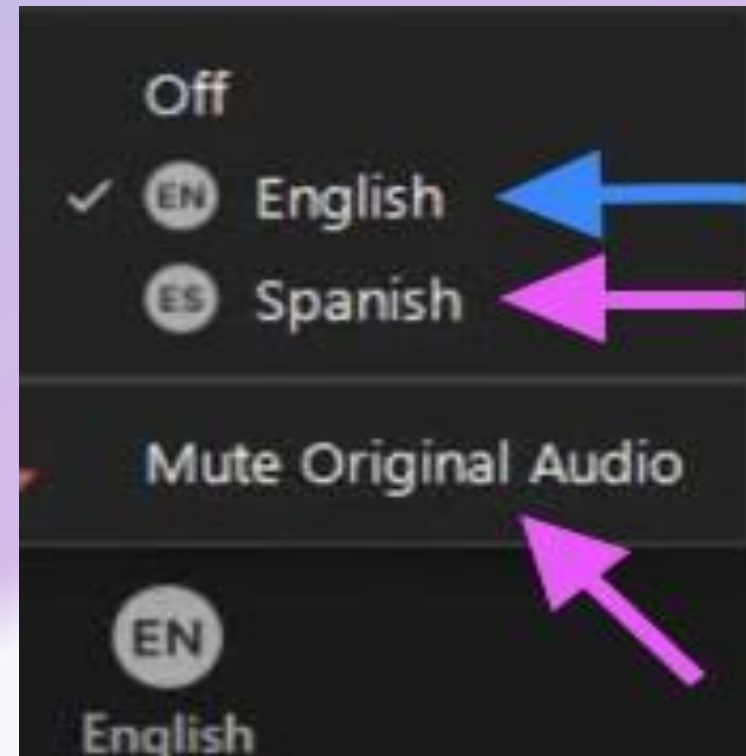 Off
EN English
ES Spanish
Mute Original Audio
EN
English